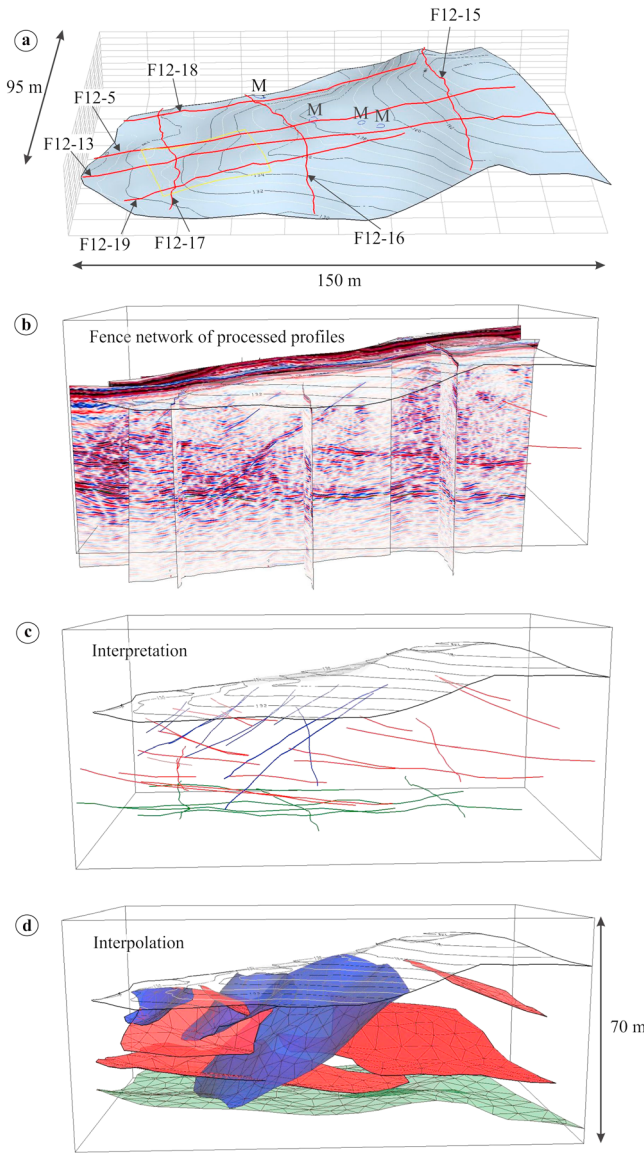 a
F12-15
F12-18
M
95 m
F12-5
M
M
M
F12-13
F12-19
F12-17
F12-16
150 m
b
Fence network of processed profiles
c
Interpretation
d
Interpolation
70 m